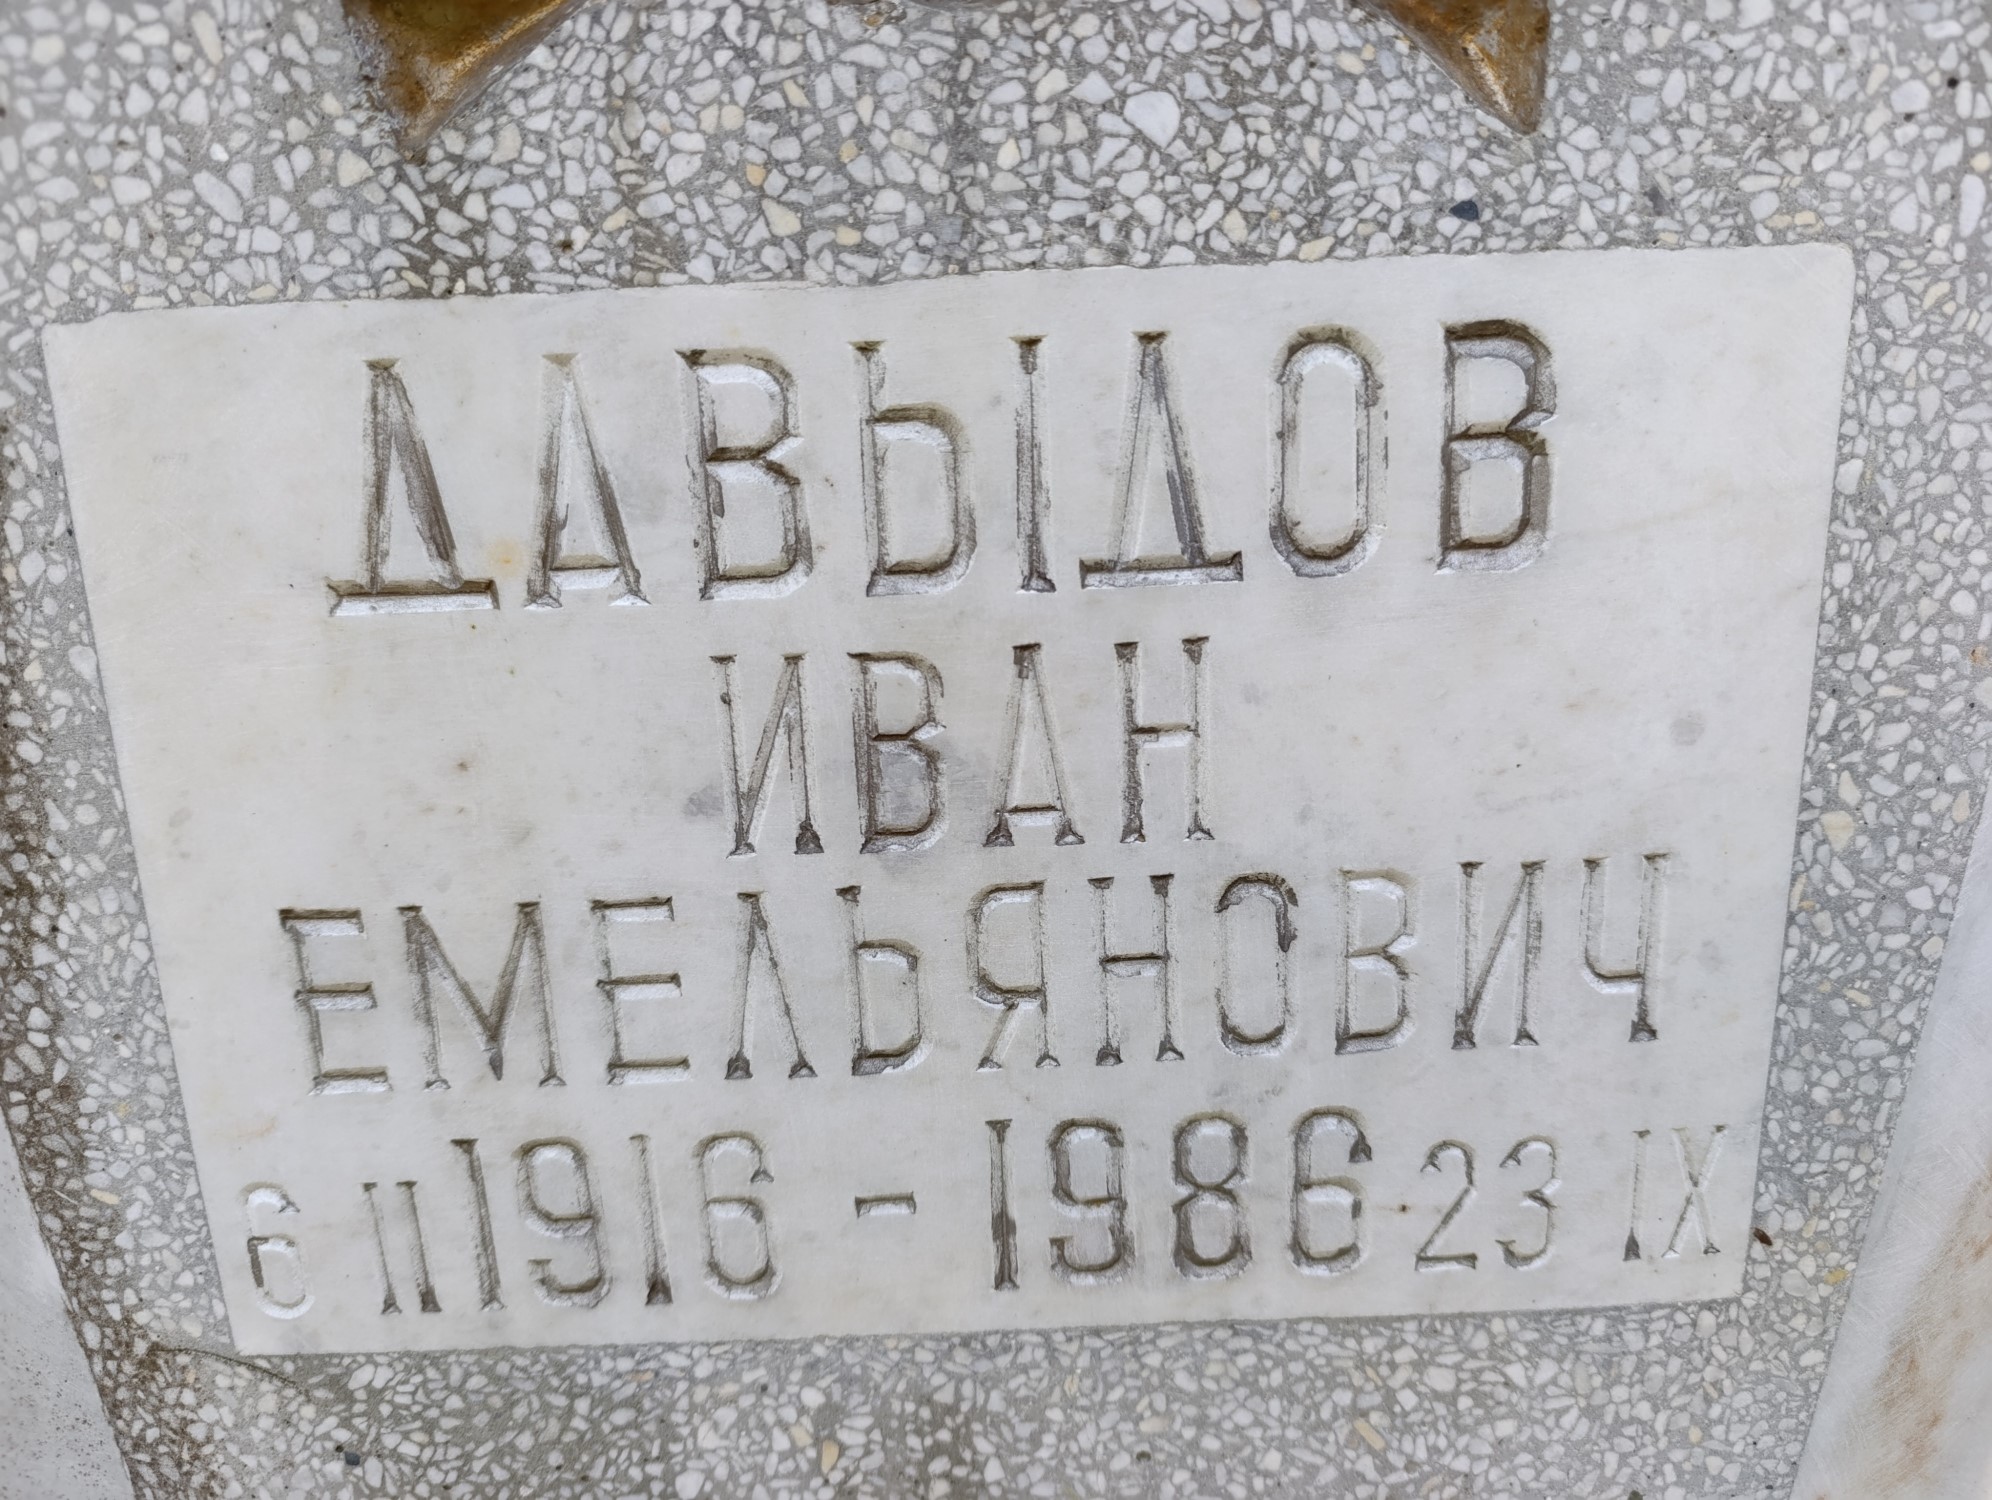 ДАВЫДОВ
ИВАН
ЕМЕЛЬЯНОВИЧ
6 II 1916 - 1986 23 IX